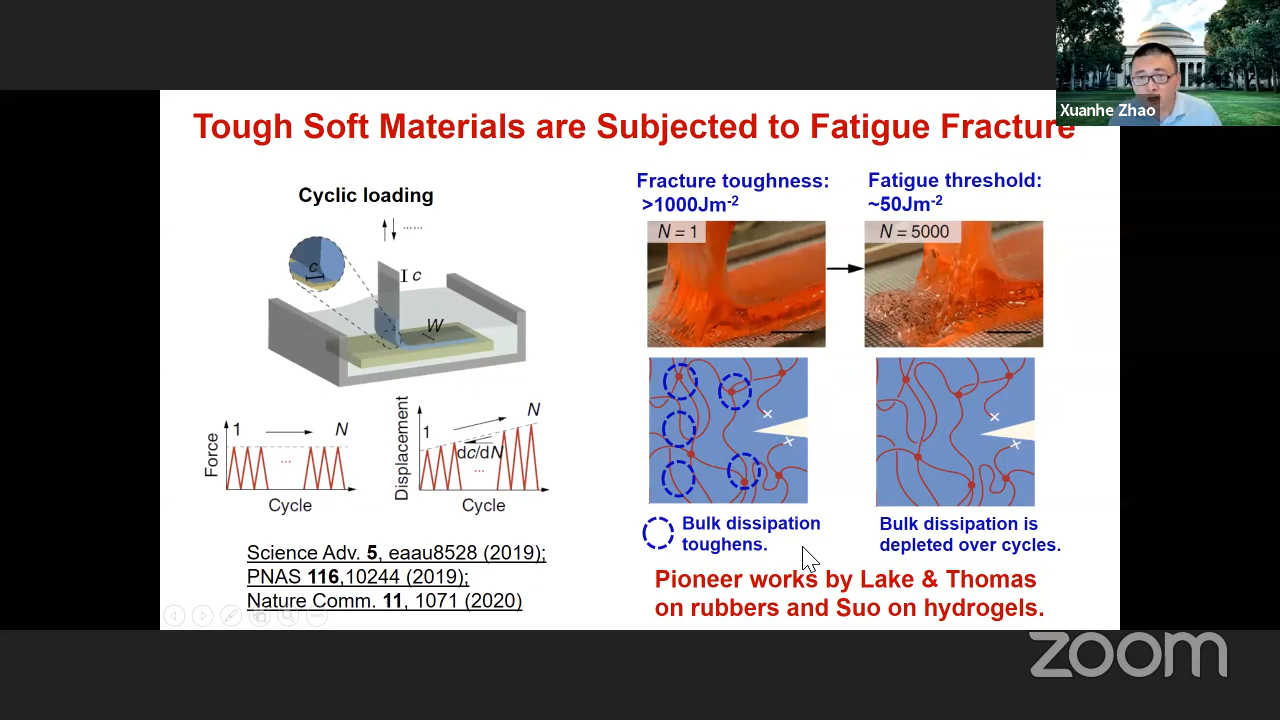 Xuanhe Zhao
Tough Soft Materials are Subjected to Fatigue Fracture
Cyclic loading
......
c
c
W
Force
1
N
...
Cycle
Displacement
1
N
dc/dN
...
Cycle
Science Adv. 5, eaau8528 (2019);
PNAS 116,10244 (2019);
Nature Comm. 11, 1071 (2020)
Fracture toughness:
>1000Jm-2
Fatigue threshold:
~50Jm-2
N = 1
N = 5000
Bulk dissipation
toughens.
Bulk dissipation is
depleted over cycles.
Pioneer works by Lake & Thomas
on rubbers and Suo on hydrogels.
zoom